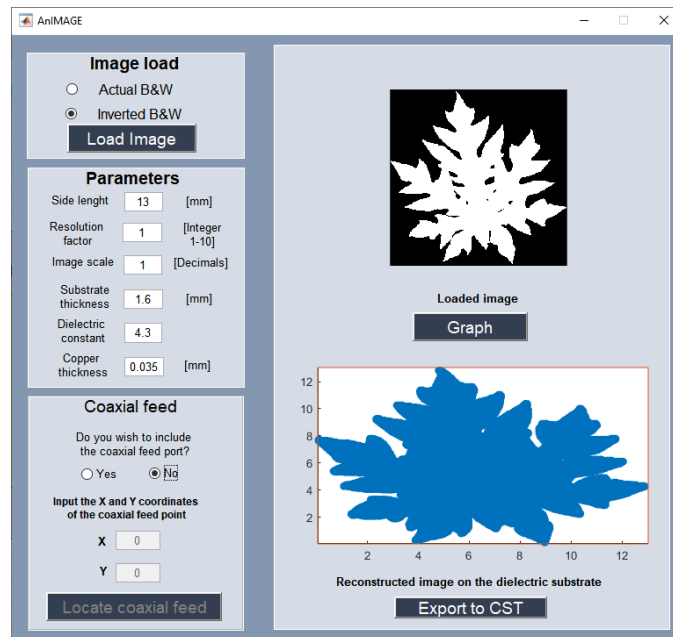 AnIMAGE
Image load
Actual B&W
Inverted B&W
Load Image
Parameters
Side lenght 13 [mm]
Resolution
factor 1 [Integer
1-10]
Image scale 1 [Decimals]
Substrate
thickness 1.6 [mm]
Dielectric
constant 4.3
Copper
thickness 0.035 [mm]
Coaxial feed
Do you wish to include
the coaxial feed port?
Yes No
Input the X and Y coordinates
of the coaxial feed point
X 0
Y 0
Locate coaxial feed
Loaded image
Graph
12
10
8
6
4
2
2 4 6 8 10 12
Reconstructed image on the dielectric substrate
Export to CST